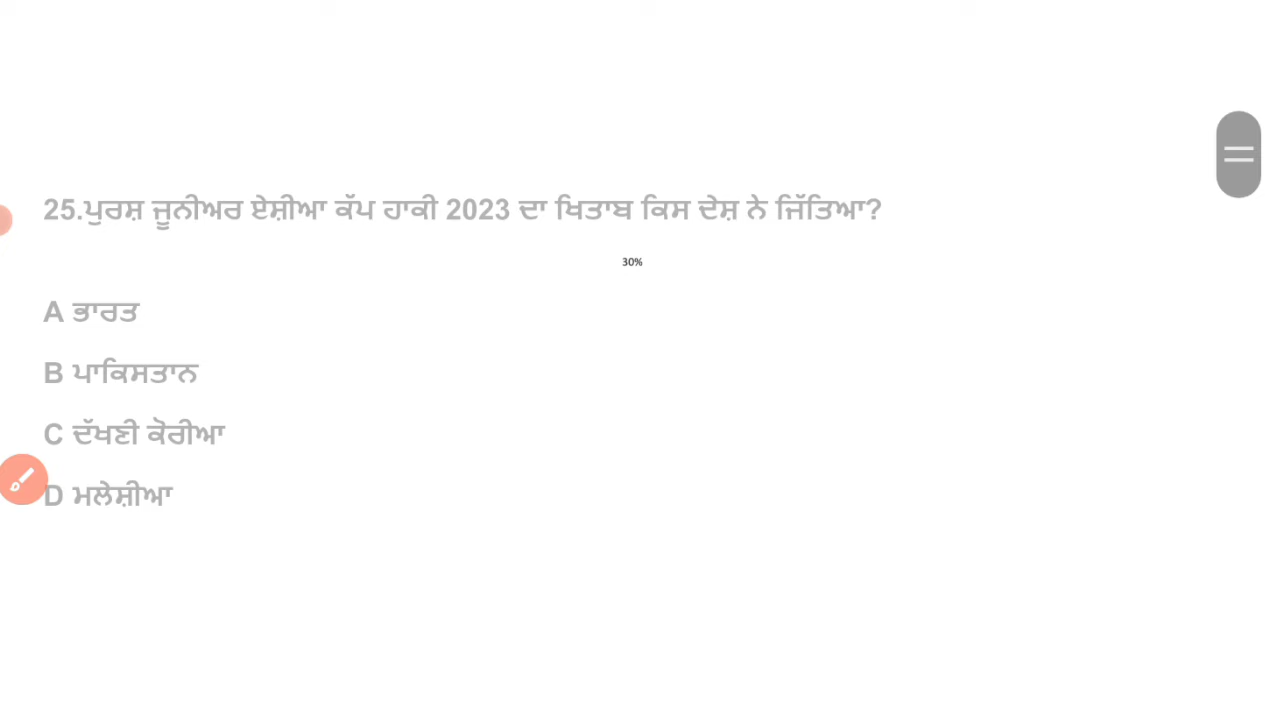 25.ਪੁਰਸ਼ ਜੂਨੀਅਰ ਏਸ਼ੀਆ ਕੱਪ ਹਾਕੀ 2023 ਦਾ ਖਿਤਾਬ ਕਿਸ ਦੇਸ਼ ਨੇ ਜਿੱਤਿਆ?
30%
A ਭਾਰਤ
B ਪਾਕਿਸਤਾਨ
C ਦੱਖਣੀ ਕੋਰੀਆ
D ਮਲੇਸ਼ੀਆ